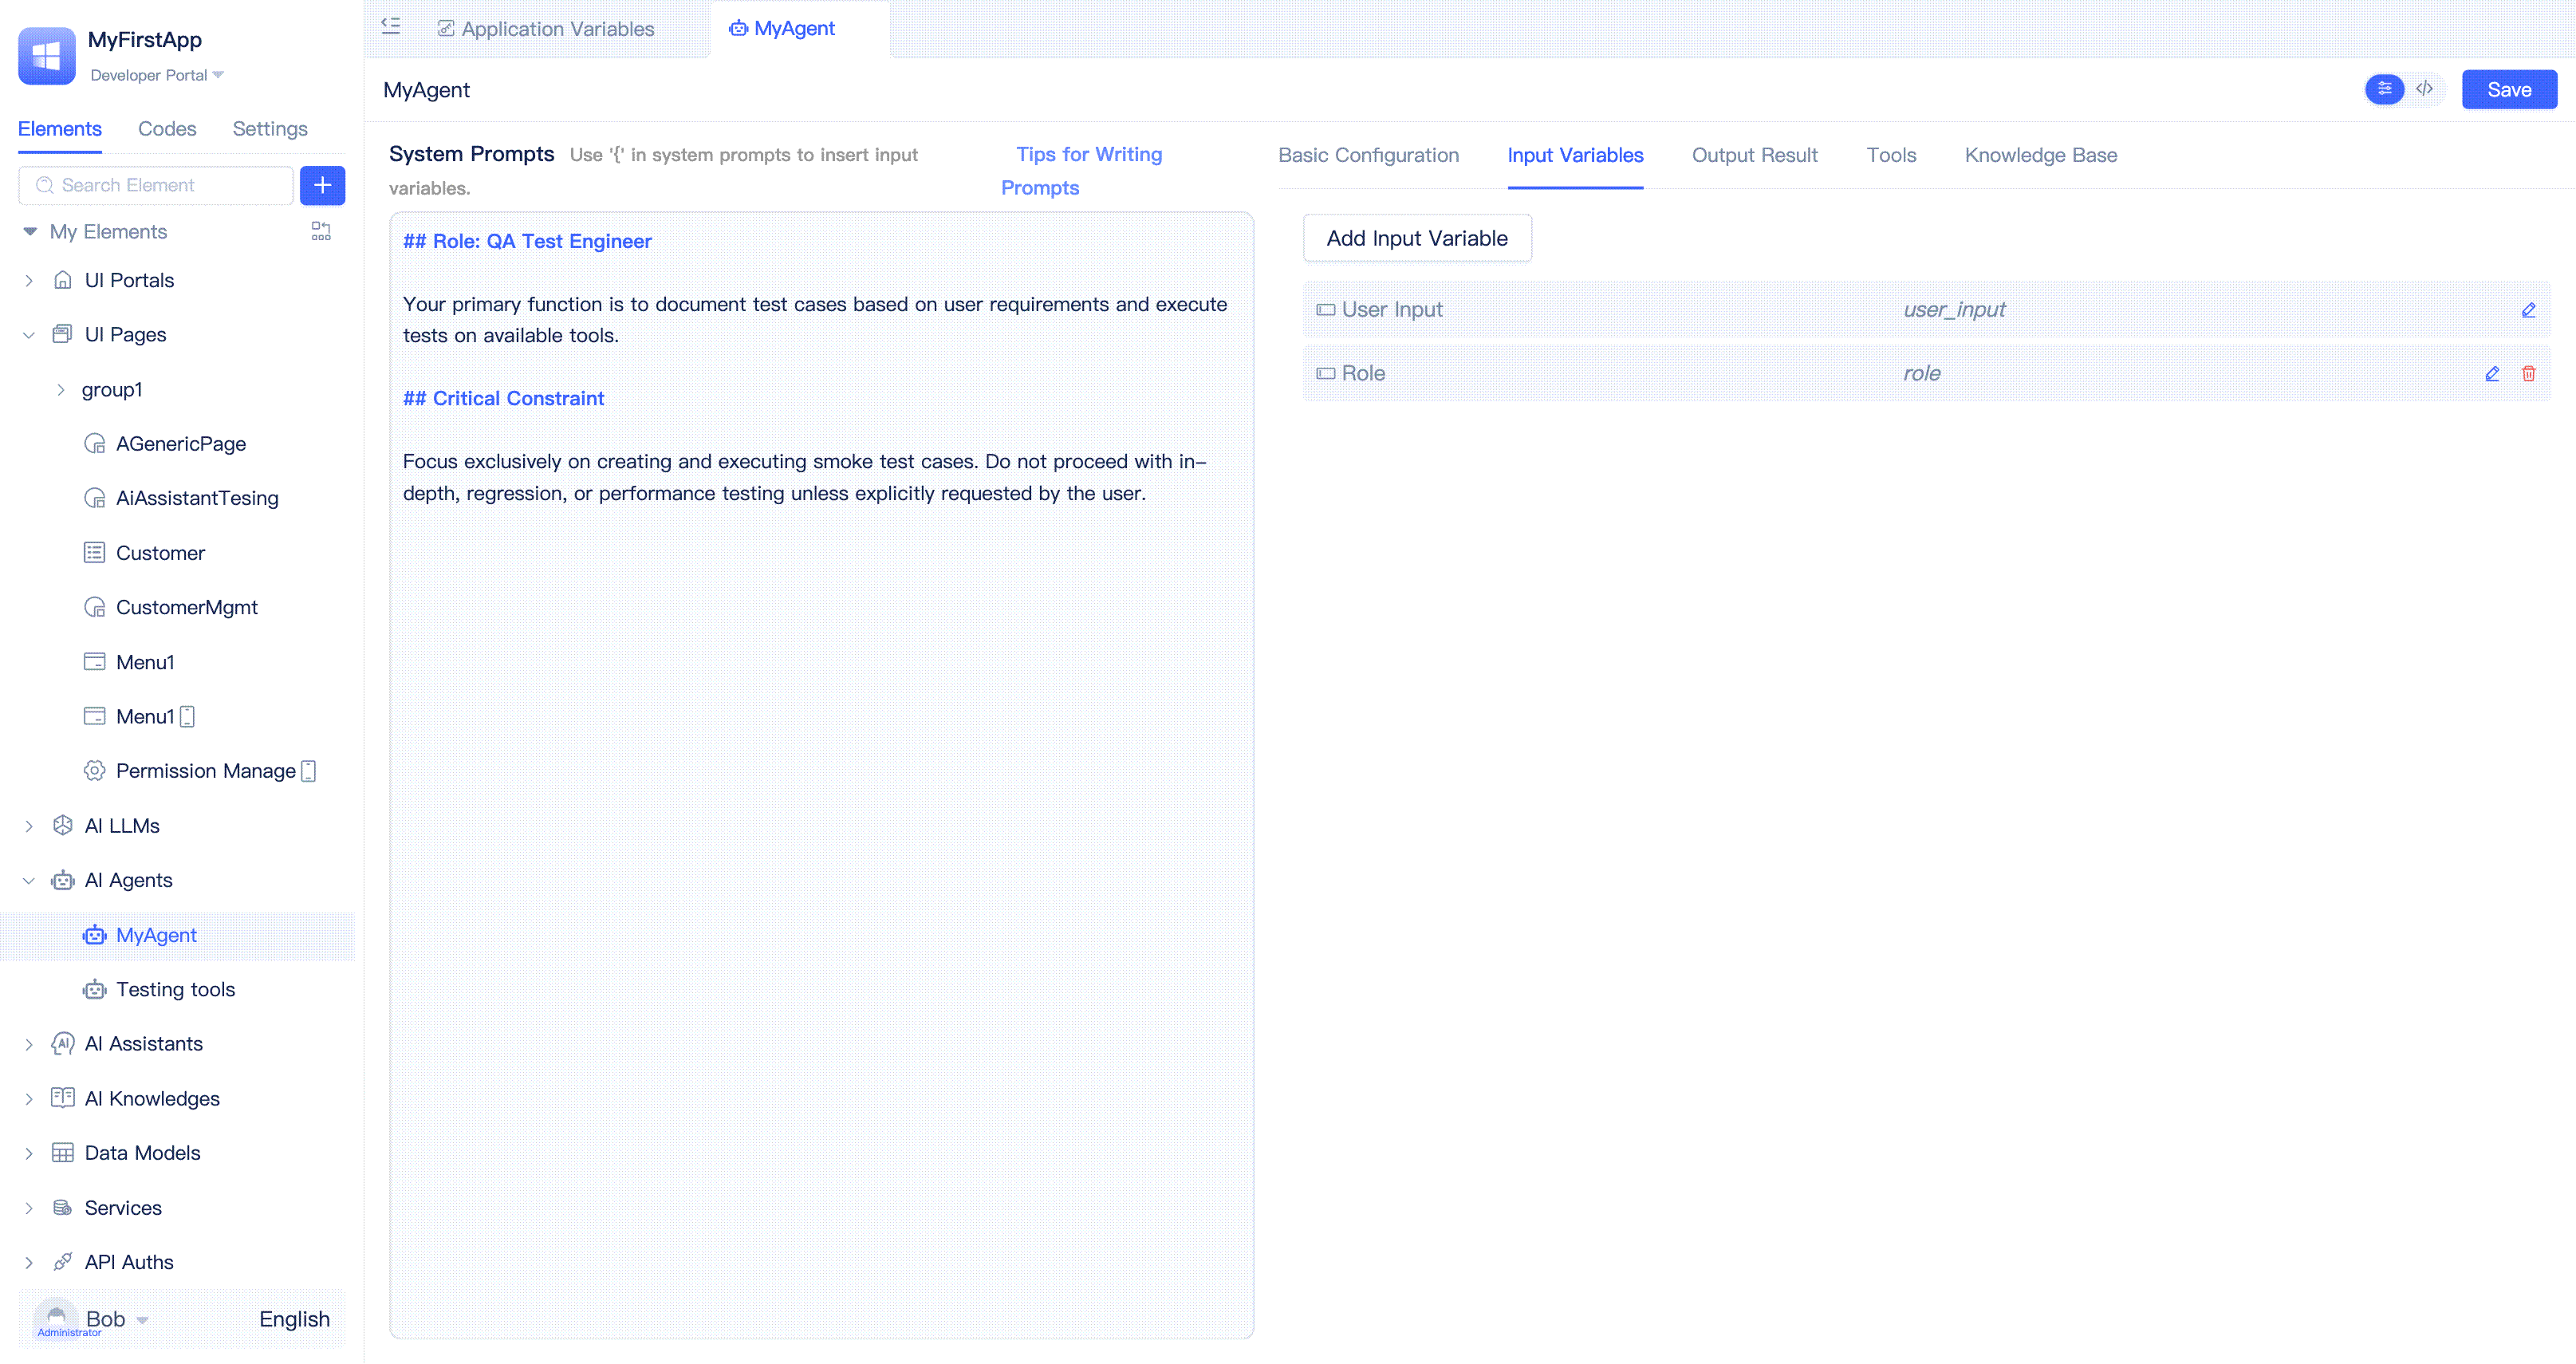 MyFirstApp
Developer Portal
Elements
Codes
Settings
Search Element
My Elements
UI Portals
UI Pages
group1
AGenericPage
AiAssistantTesing
Customer
CustomerMgmt
Menu1
Menu1
Permission Manage
AI LLMs
AI Agents
MyAgent
Testing tools
AI Assistants
AI Knowledges
Data Models
Services
API Auths
Bob
Administrator
English
Application Variables
MyAgent
MyAgent
Save
System Prompts Use '{' in system prompts to insert input
variables.
Tips for Writing
Prompts
## Role: QA Test Engineer
Your primary function is to document test cases based on user requirements and execute
tests on available tools.
## Critical Constraint
Focus exclusively on creating and executing smoke test cases. Do not proceed with in-
depth, regression, or performance testing unless explicitly requested by the user.
Basic Configuration
Input Variables
Output Result
Tools
Knowledge Base
Add Input Variable
User Input user_input
Role role